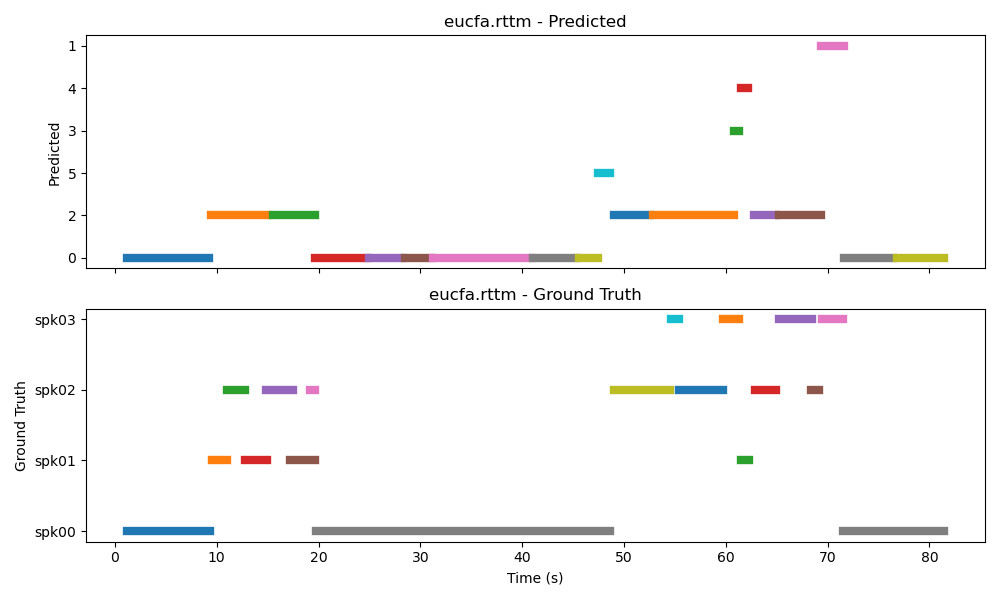 eucfa.rttm - Predicted
Predicted
1
4
3
5
2
0
eucfa.rttm - Ground Truth
Ground Truth
spk03
spk02
spk01
spk00
0 10 20 30 40 50 60 70 80
Time (s)